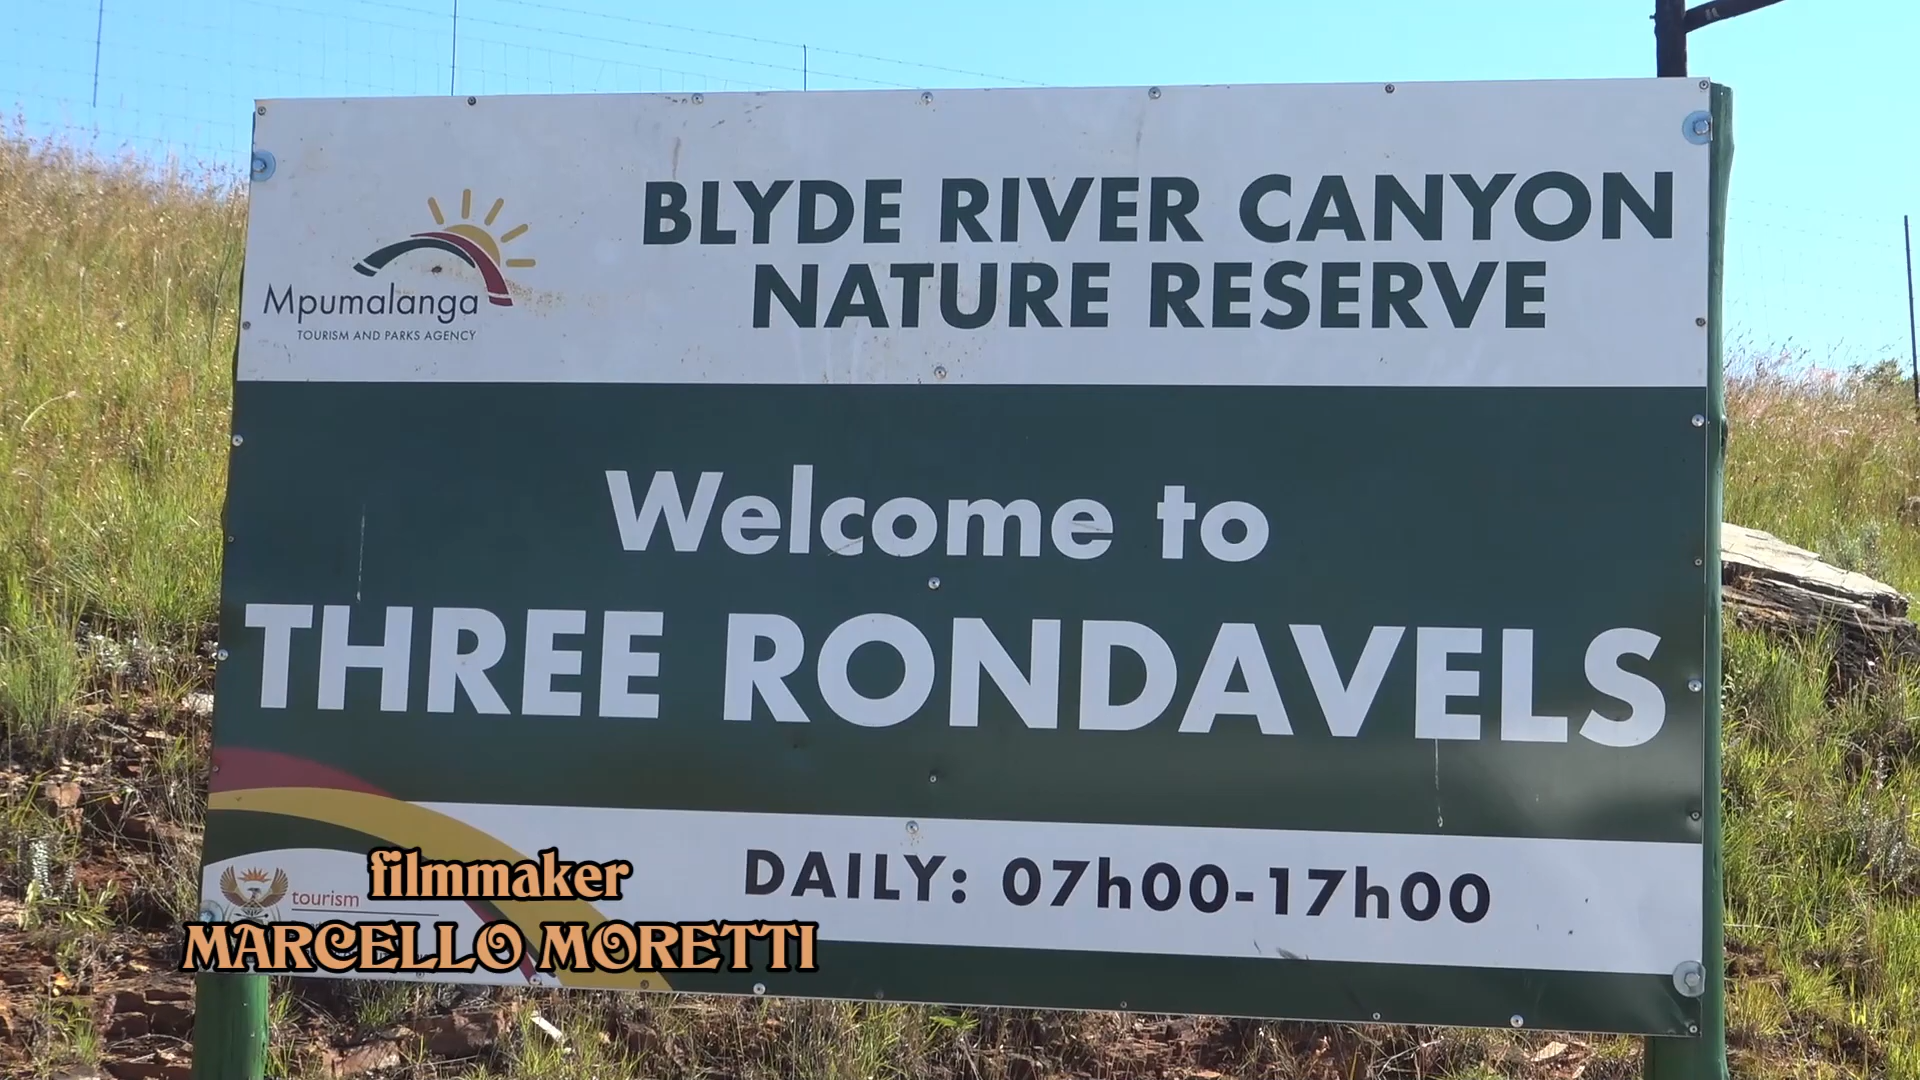 BLYDE RIVER CANYON
NATURE RESERVE
Mpumalanga
TOURISM AND PARKS AGENCY
Welcome to
THREE RONDAVELS
DAILY: 07h00-17h00
tourism
filmmaker
MARCELLO MORETTI